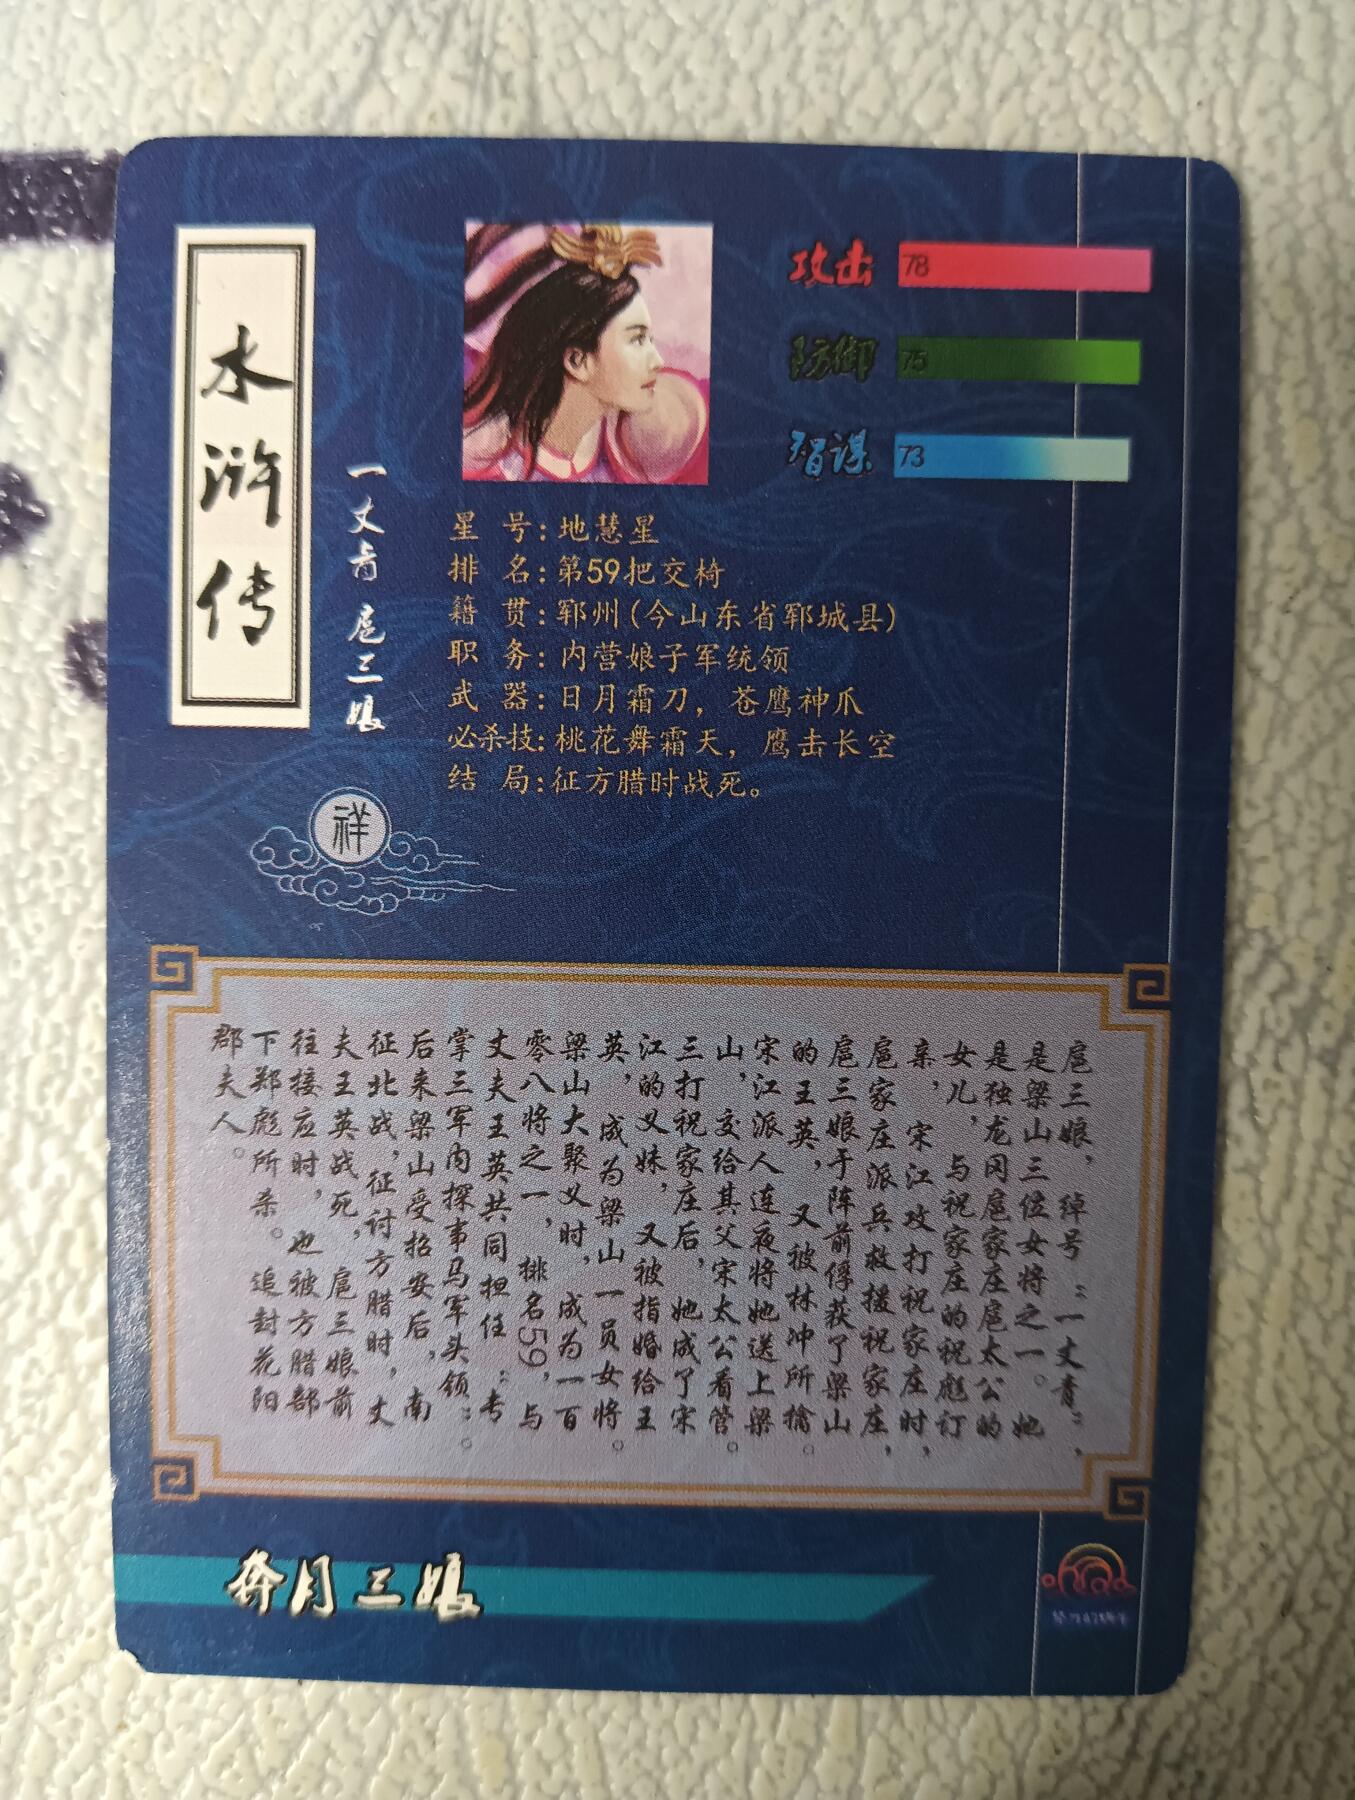 水浒传
一丈青 扈三娘
攻击 78
防御 75
智谋 73
星 号:地慧星
排 名:第59把交椅
籍 贯:郓州(今山东省郓城县)
职 务:内营娘子军统领
武 器:日月霜刀，苍鹰神爪
必杀技:桃花舞霜天，鹰击长空
结 局:征方腊时战死。
祥
扈三娘，绰号:“一丈青”，
是梁山三位女将之一。她
是独龙冈扈家庄扈太公的
女儿，与祝家庄的祝彪订
亲，宋江攻打祝家庄时，
扈家庄派兵救援祝家庄，
扈三娘于阵前俘获了梁山
的王英，又被林冲所擒。
宋江派人连夜将她送上梁
山，交给其父宋太公看管。
三打祝家庄后，她成了宋
江的义妹，又被指婚给王
英，成为梁山一员女将。
梁山大聚义时，成为一百
零八将之一，排名59，与
丈夫王英共同担任:“专
掌三军内探事马军头领”。
后来梁山受招安后，南
征北战，征讨方腊时，丈
夫王英战死，扈三娘前
往接应时，也被方腊部
下郑彪所杀。追封花阳
郡夫人。
奔月三娘